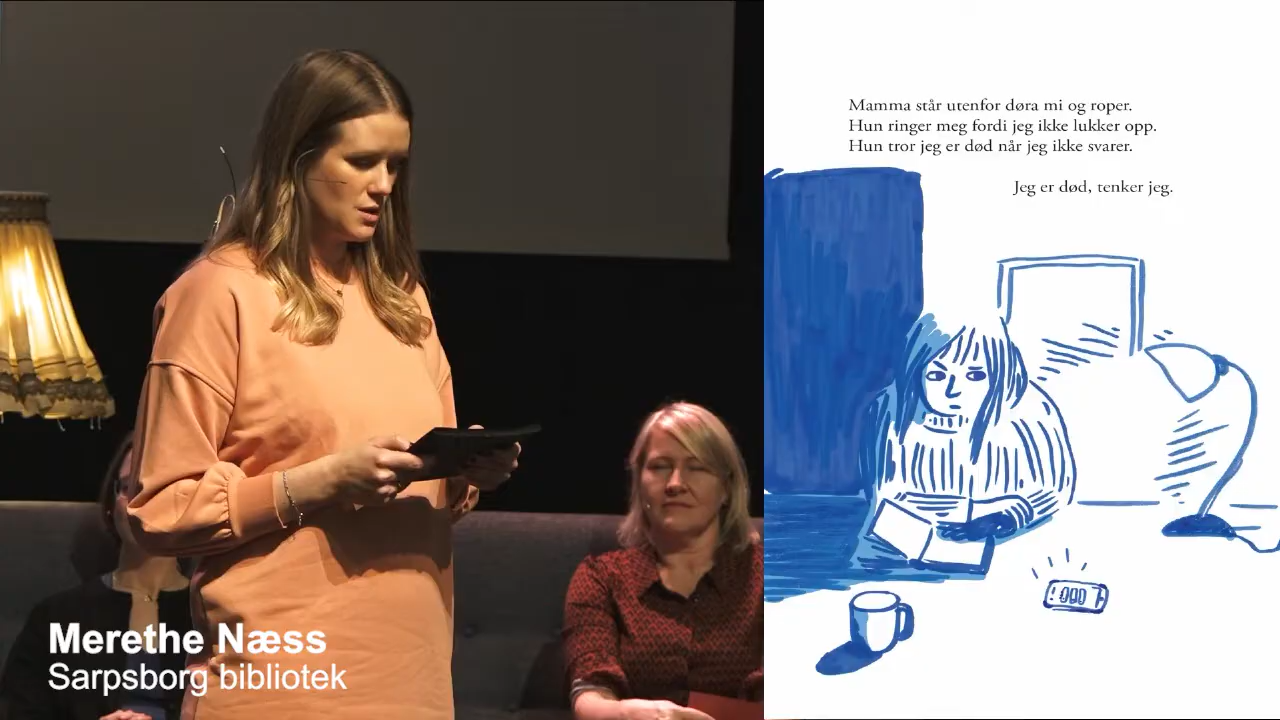 Merethe Næss
Sarpsborg bibliotek
Mamma står utenfor døra mi og roper.
Hun ringer meg fordi jeg ikke lukker opp.
Hun tror jeg er død når jeg ikke svarer.
Jeg er død, tenker jeg.